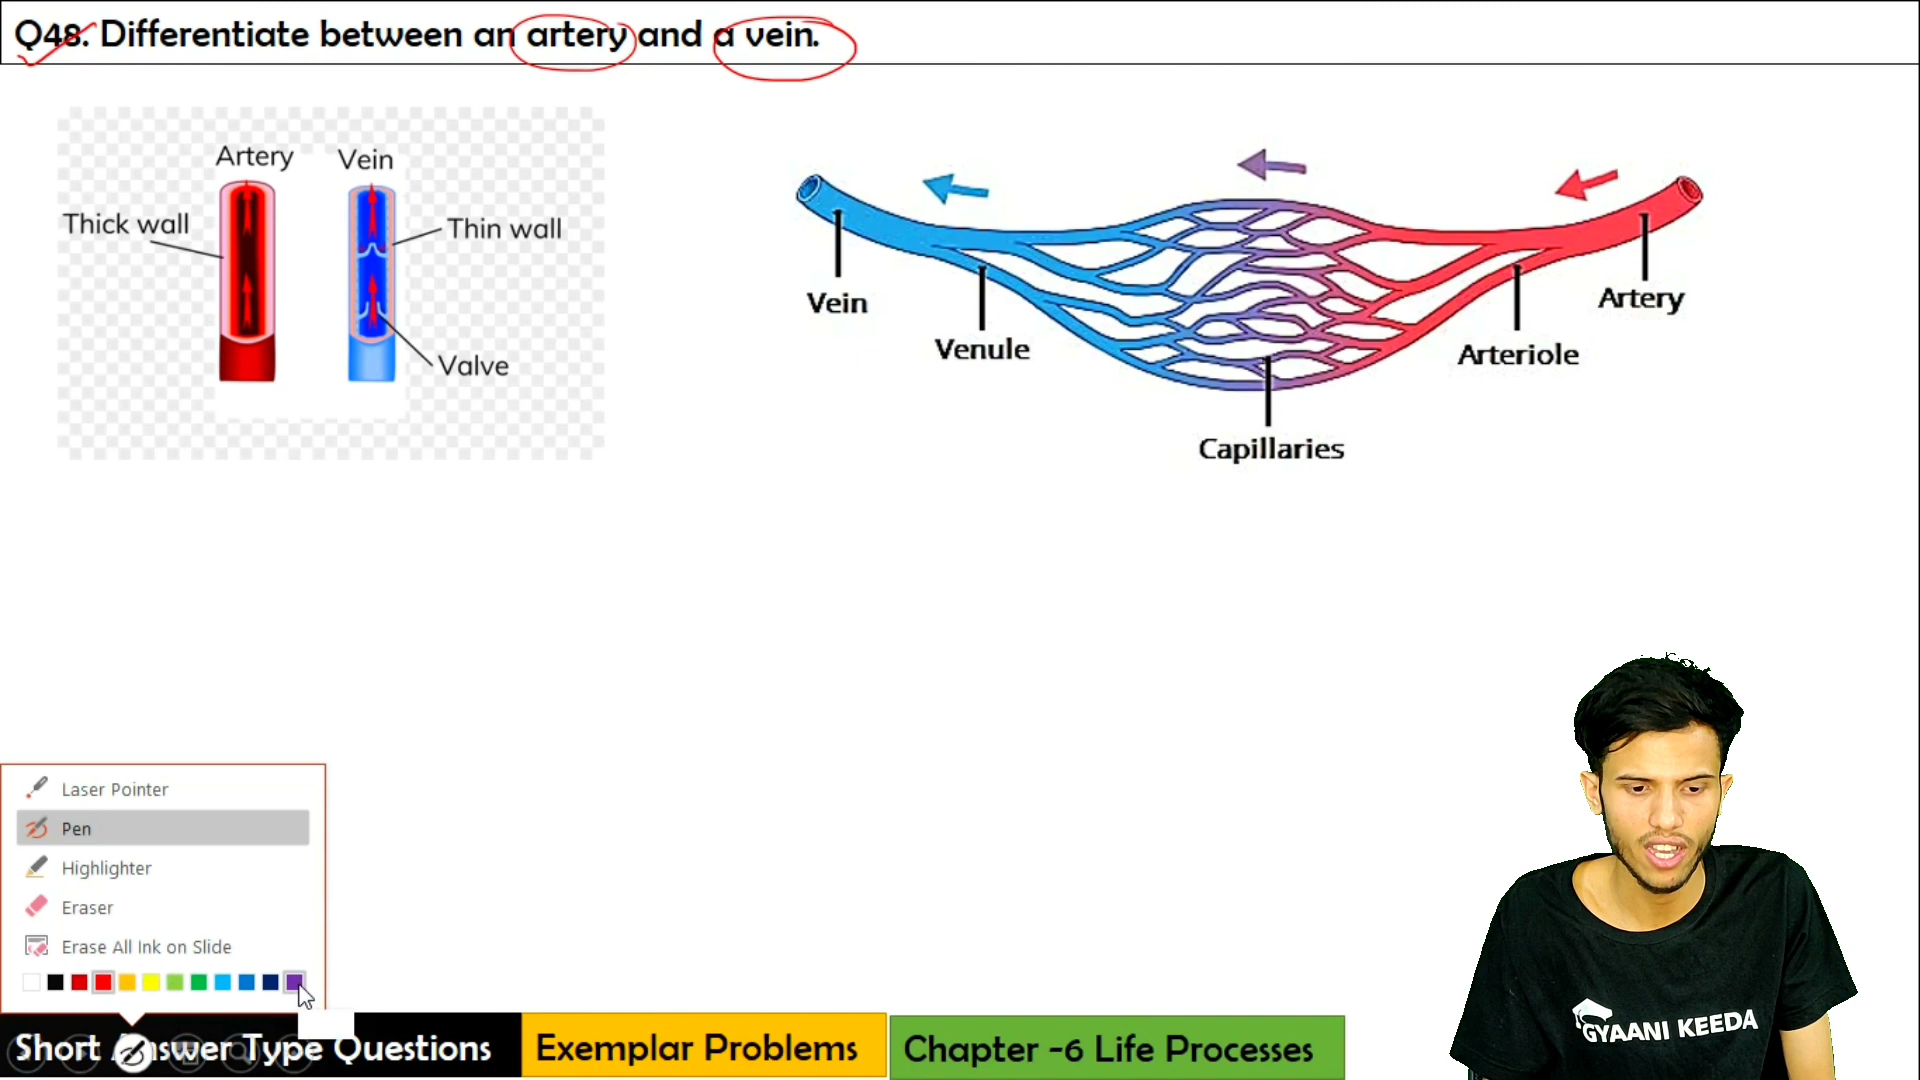 Q48. Differentiate between an artery and a vein.
Artery
Vein
Thick wall
Thin wall
Valve
Vein
Venule
Capillaries
Arteriole
Artery
Laser Pointer
Pen
Highlighter
Eraser
Erase All Ink on Slide
Short Answer Type Questions
Exemplar Problems
Chapter -6 Life Processes
GYAANI KEEDA